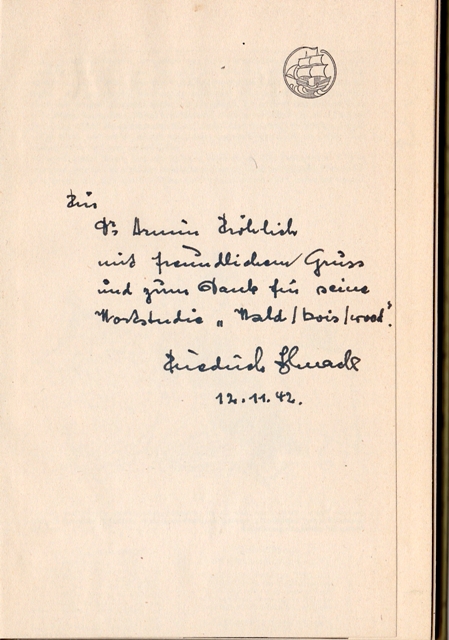 Für
Dr Armin Fröhlich
mit freundlichem Gruss
und zum Dank für seine
Wortstudie „Wald/bois/wood“.
Friedrich Schnack
12.11.42.